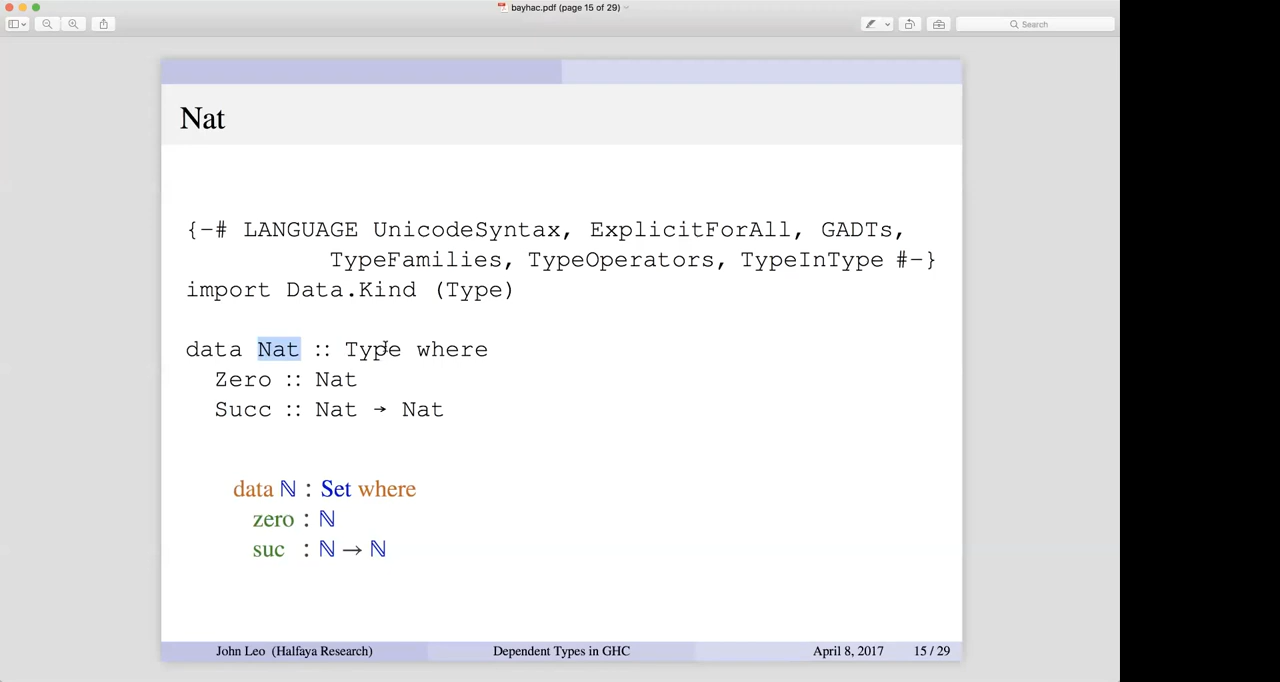 bayhac.pdf (page 15 of 29)
Search
Nat
{-# LANGUAGE UnicodeSyntax, ExplicitForAll, GADTs,
TypeFamilies, TypeOperators, TypeInType #-}
import Data.Kind (Type)
data Nat :: Type where
Zero :: Nat
Succ :: Nat → Nat
data ℕ : Set where
zero : ℕ
suc : ℕ → ℕ
John Leo (Halfaya Research) Dependent Types in GHC April 8, 2017 15 / 29